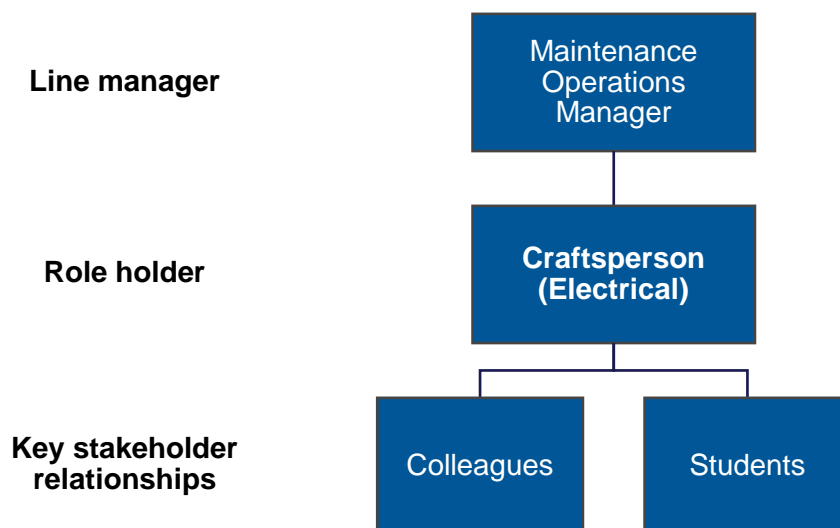 Line manager
Maintenance
Operations
Manager
Role holder
Craftsperson
(Electrical)
Key stakeholder
relationships
Colleagues
Students